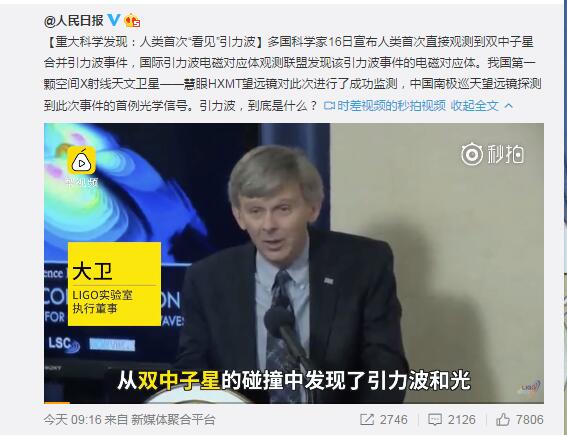 @人民日报
【重大科学发现：人类首次“看见”引力波】多国科学家16日宣布人类首次直接观测到双中子星
合并引力波事件，国际引力波电磁对应体观测联盟发现该引力波事件的电磁对应体。我国第一
颗空间X射线天文卫星——慧眼HXMT望远镜对此次进行了成功监测，中国南极巡天望远镜探测
到此次事件的首例光学信号。引力波，到底是什么？ 时差视频的秒拍视频 收起全文
梨视频
秒拍
大卫
LIGO实验室
执行董事
LSC
WAVES
从双中子星的碰撞中发现了引力波和光
LIGO
今天 09:16 来自 新媒体聚合平台
2746
2126
7806